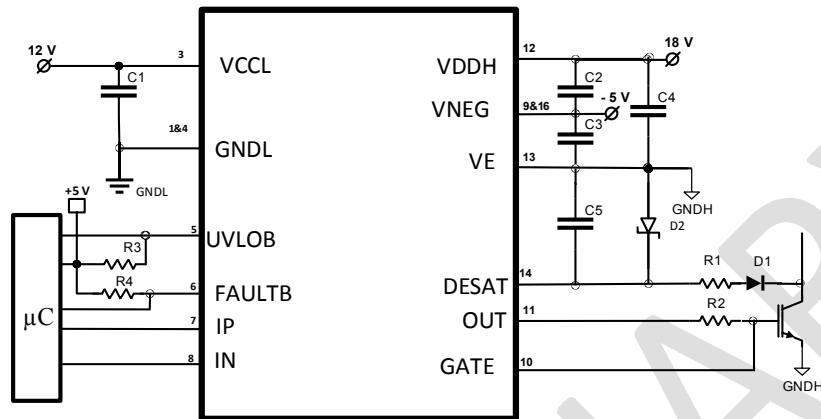 12 V
3
VCCL
C1
1&4
GNDL
GNDL
+5 V
5
UVLOB
R3
R4
6
FAULTB
µC
7
IP
8
IN
VDDH
12
18 V
C2
VNEG
9&16
- 5 V
C4
C3
VE
13
GNDH
C5
D2
DESAT
14
R1
D1
OUT
11
R2
GATE
10
GNDH